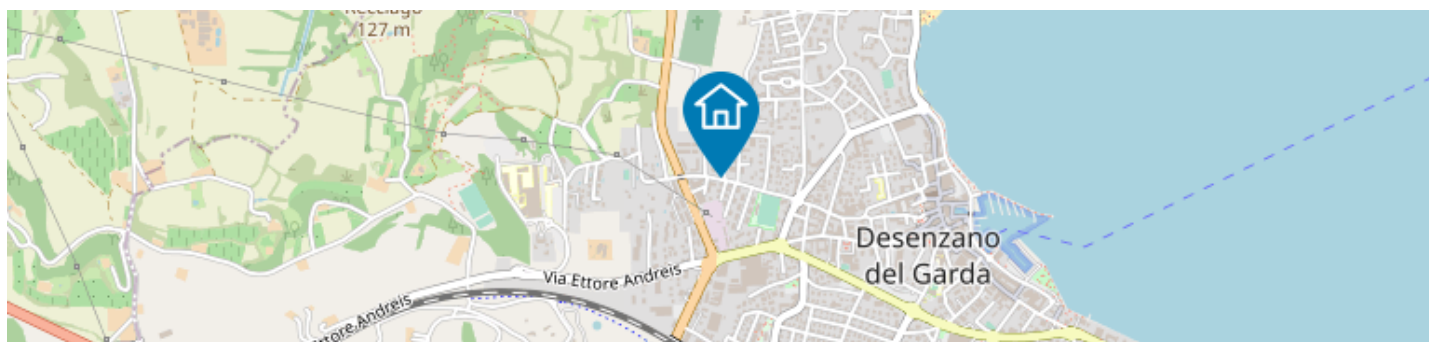 127 m
Via Ettore Andreis
Ettore Andreis
Desenzano
del Garda